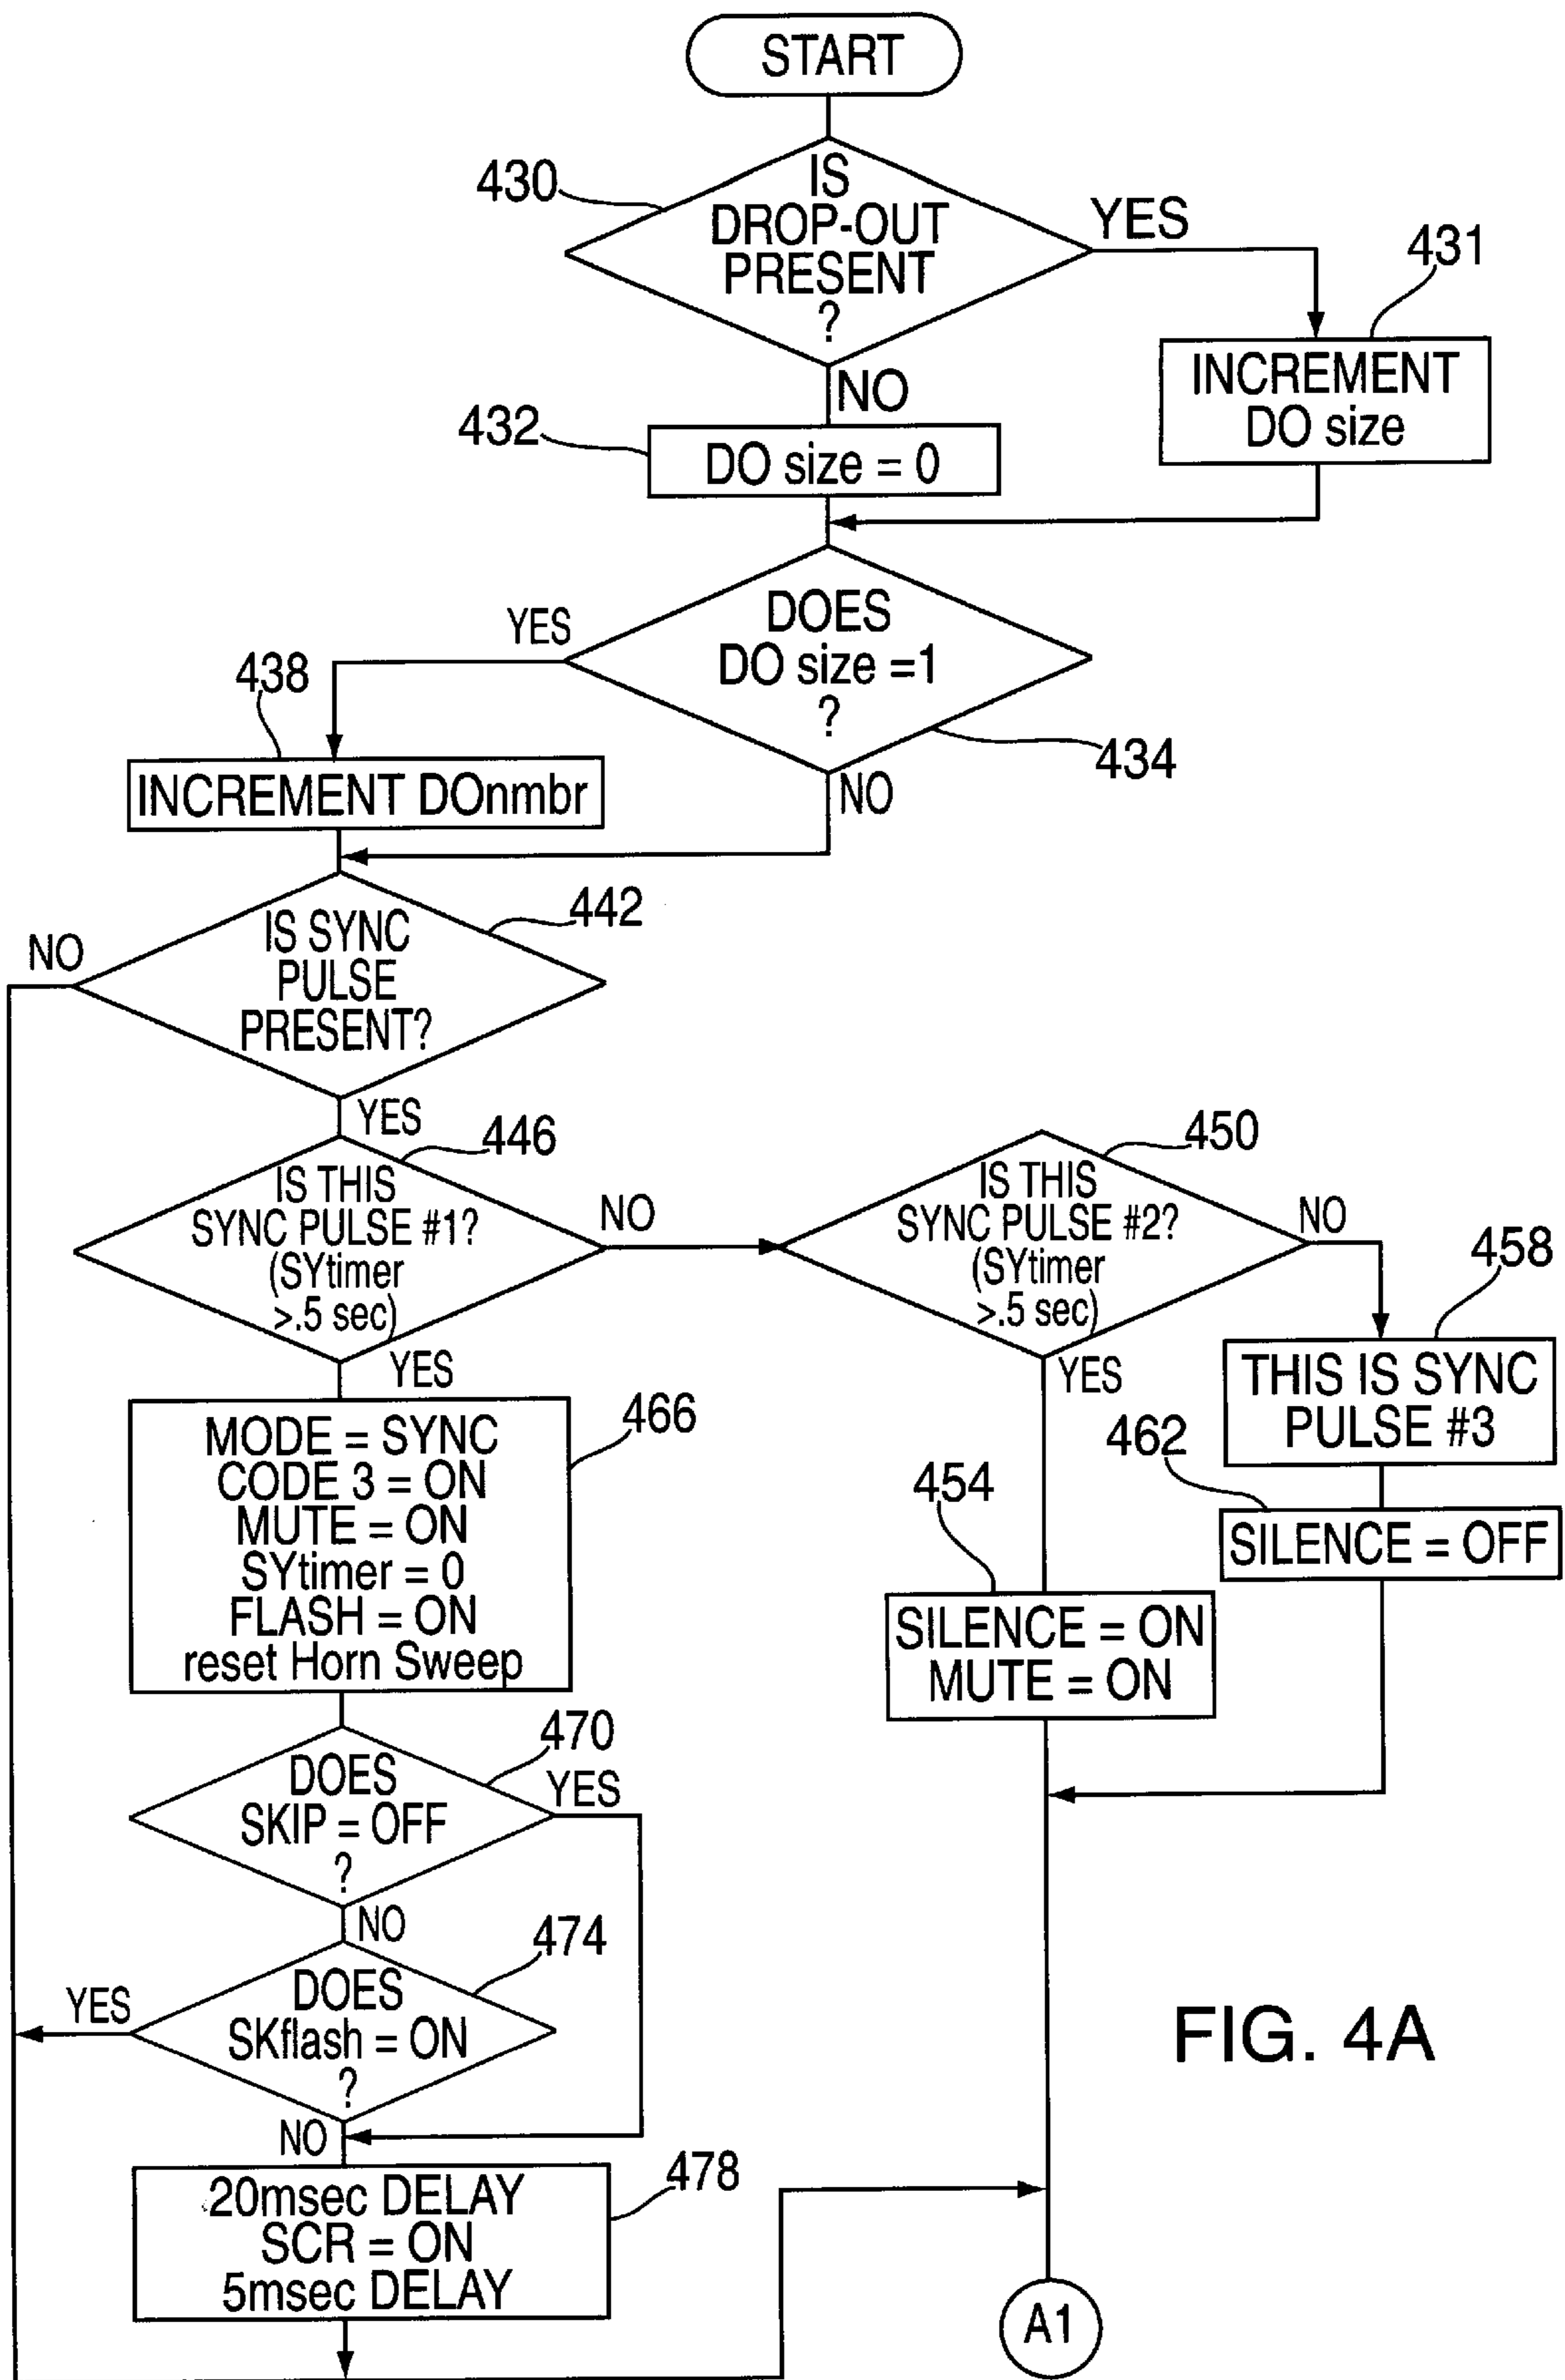 START
430
IS
DROP-OUT
PRESENT
?
YES
431
INCREMENT
DO size
NO
432
DO size = 0
DOES
DO size =1
?
YES
434
438
INCREMENT DOnmbr
NO
442
IS SYNC
PULSE
PRESENT?
NO
YES
446
IS THIS
SYNC PULSE #1?
(SYtimer
>.5 sec)
NO
450
IS THIS
SYNC PULSE #2?
(SYtimer
>.5 sec)
NO
458
THIS IS SYNC
PULSE #3
462
SILENCE = OFF
YES
454
SILENCE = ON
MUTE = ON
YES
466
MODE = SYNC
CODE 3 = ON
MUTE = ON
SYtimer = 0
FLASH = ON
reset Horn Sweep
470
DOES
SKIP = OFF
?
YES
NO
474
DOES
SKflash = ON
?
YES
NO
478
20msec DELAY
SCR = ON
5msec DELAY
A1
FIG. 4A